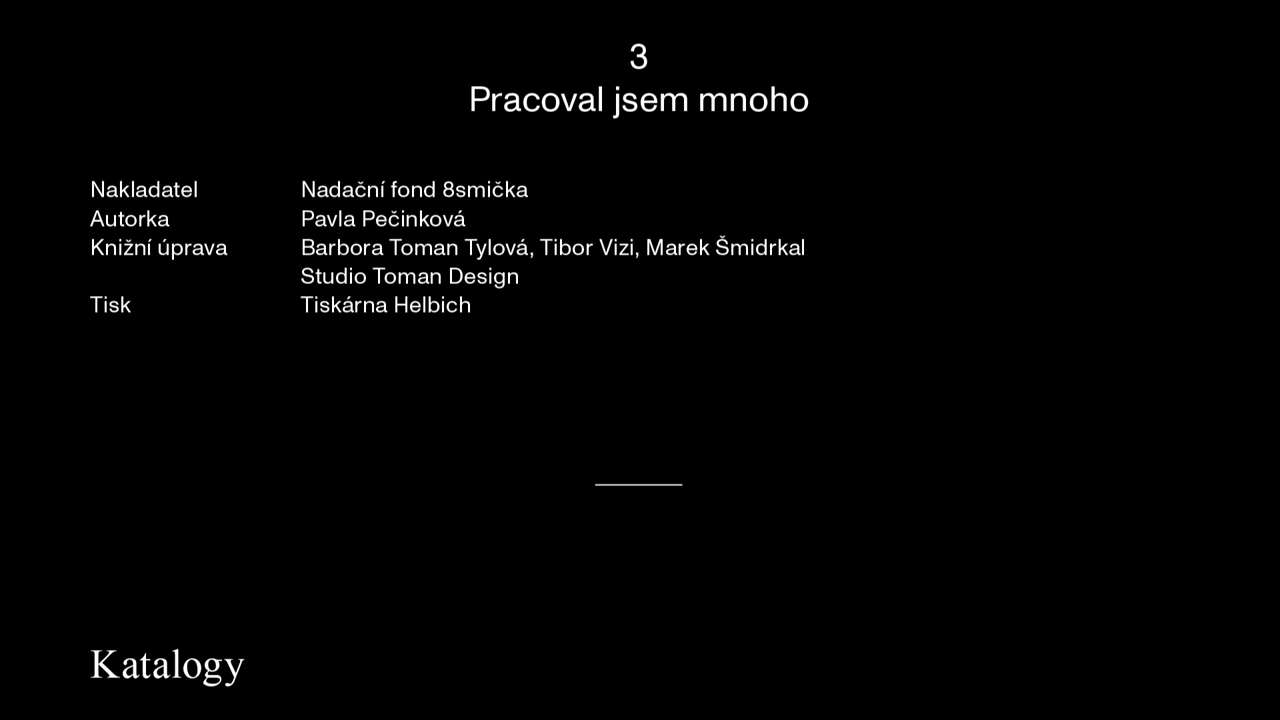 3
Pracoval jsem mnoho
Nakladatel Nadační fond 8smička
Autorka Pavla Pečinková
Knižní úprava Barbora Toman Tylová, Tibor Vizi, Marek Šmidrkal
Studio Toman Design
Tisk Tiskárna Helbich
Katalogy